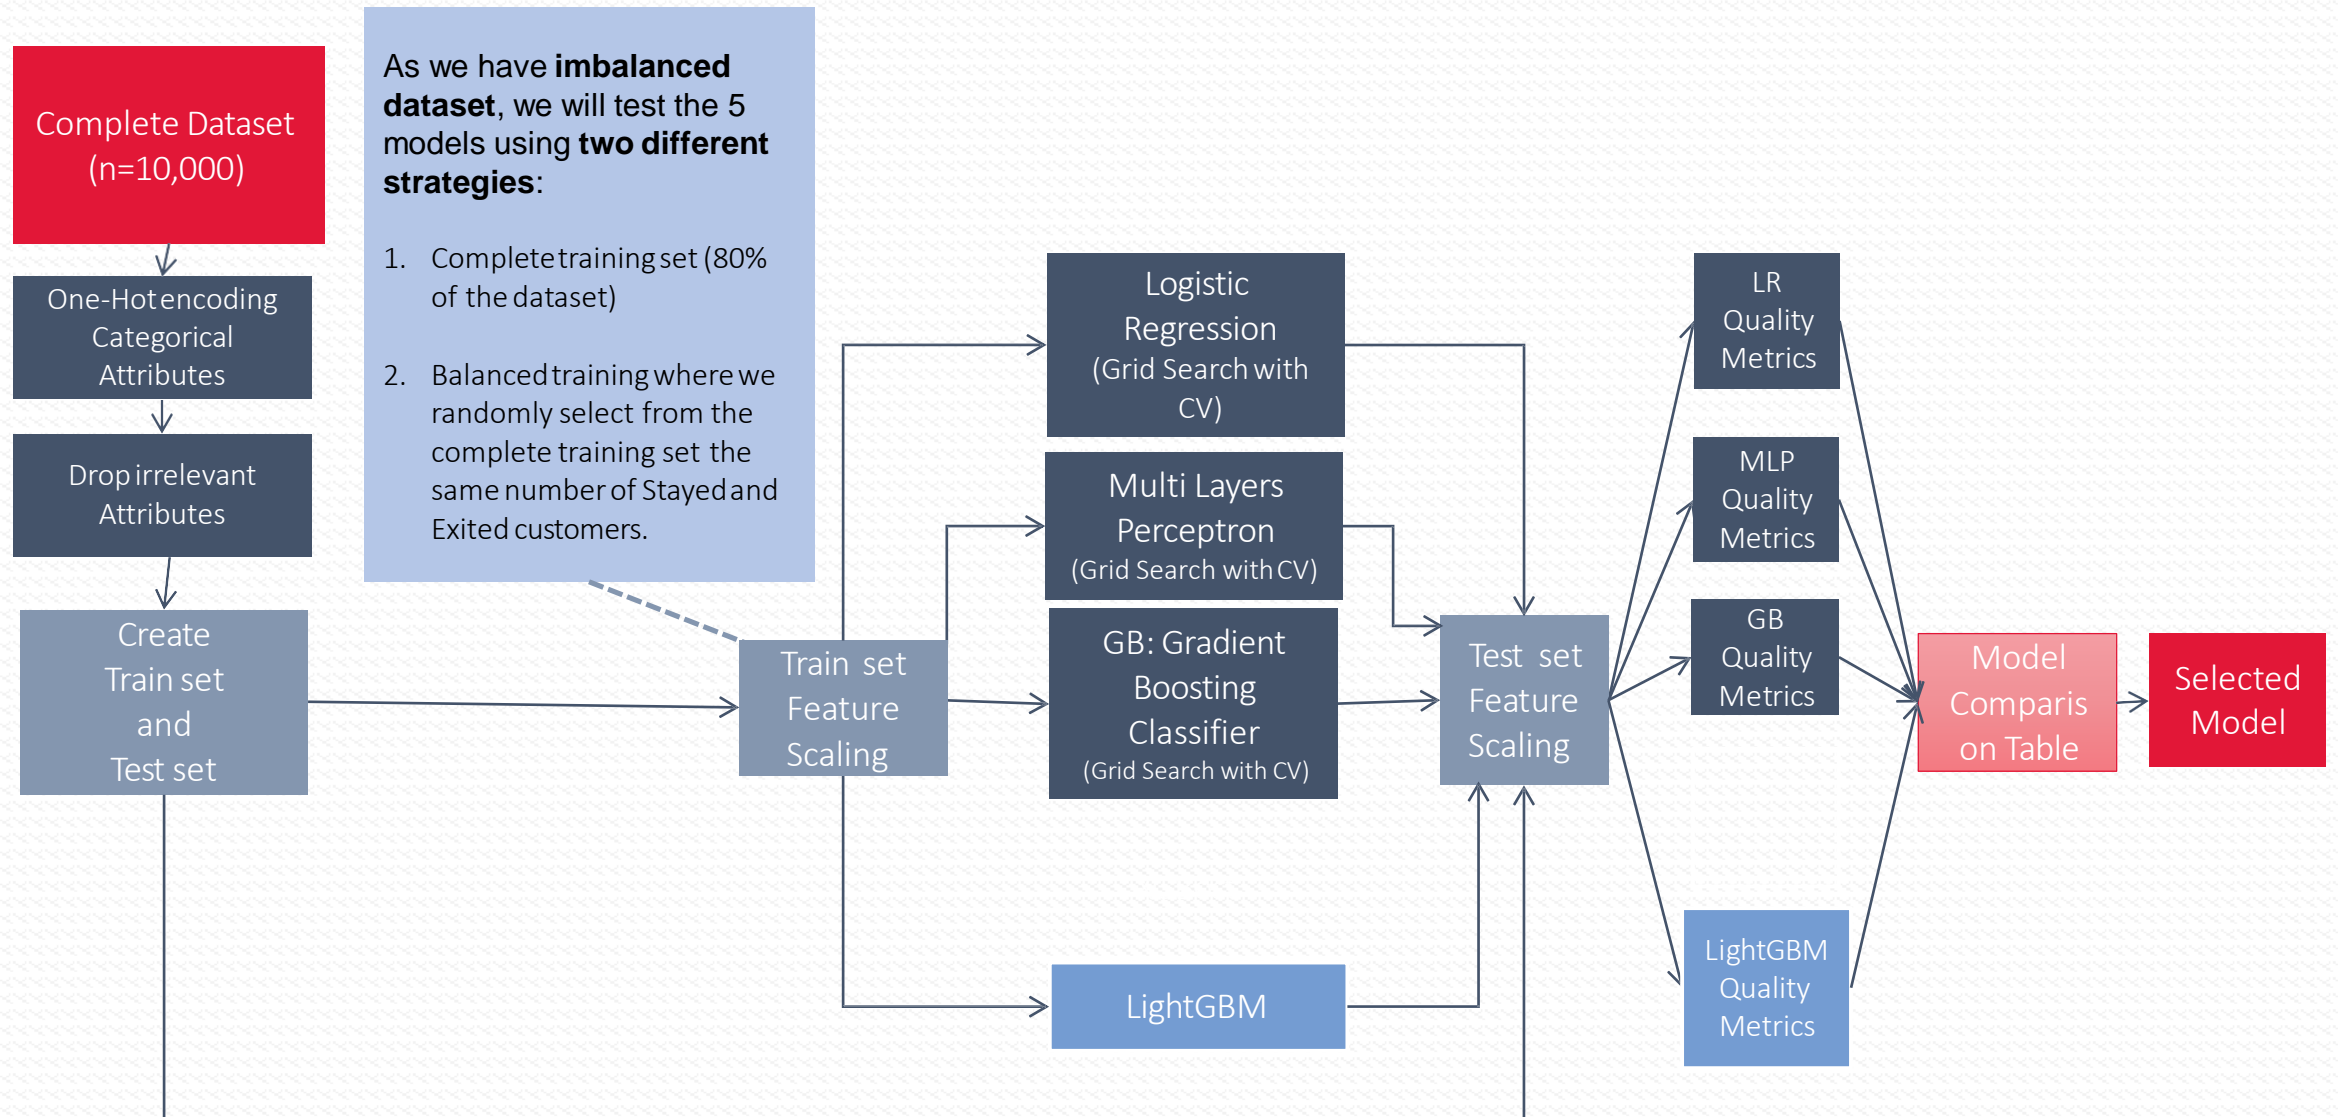 Complete Dataset
(n=10,000)
One-Hot encoding
Categorical
Attributes
Drop irrelevant
Attributes
Create
Train set
and
Test set
As we have imbalanced
dataset, we will test the 5
models using two different
strategies:
1. Complete training set (80%
of the dataset)
2. Balanced training where we
randomly select from the
complete training set the
same number of Stayed and
Exited customers.
Train set
Feature
Scaling
Logistic
Regression
(Grid Search with
CV)
Multi Layers
Perceptron
(Grid Search with CV)
GB: Gradient
Boosting
Classifier
(Grid Search with CV)
LightGBM
Test set
Feature
Scaling
LR
Quality
Metrics
MLP
Quality
Metrics
GB
Quality
Metrics
LightGBM
Quality
Metrics
Model
Comparis
on Table
Selected
Model